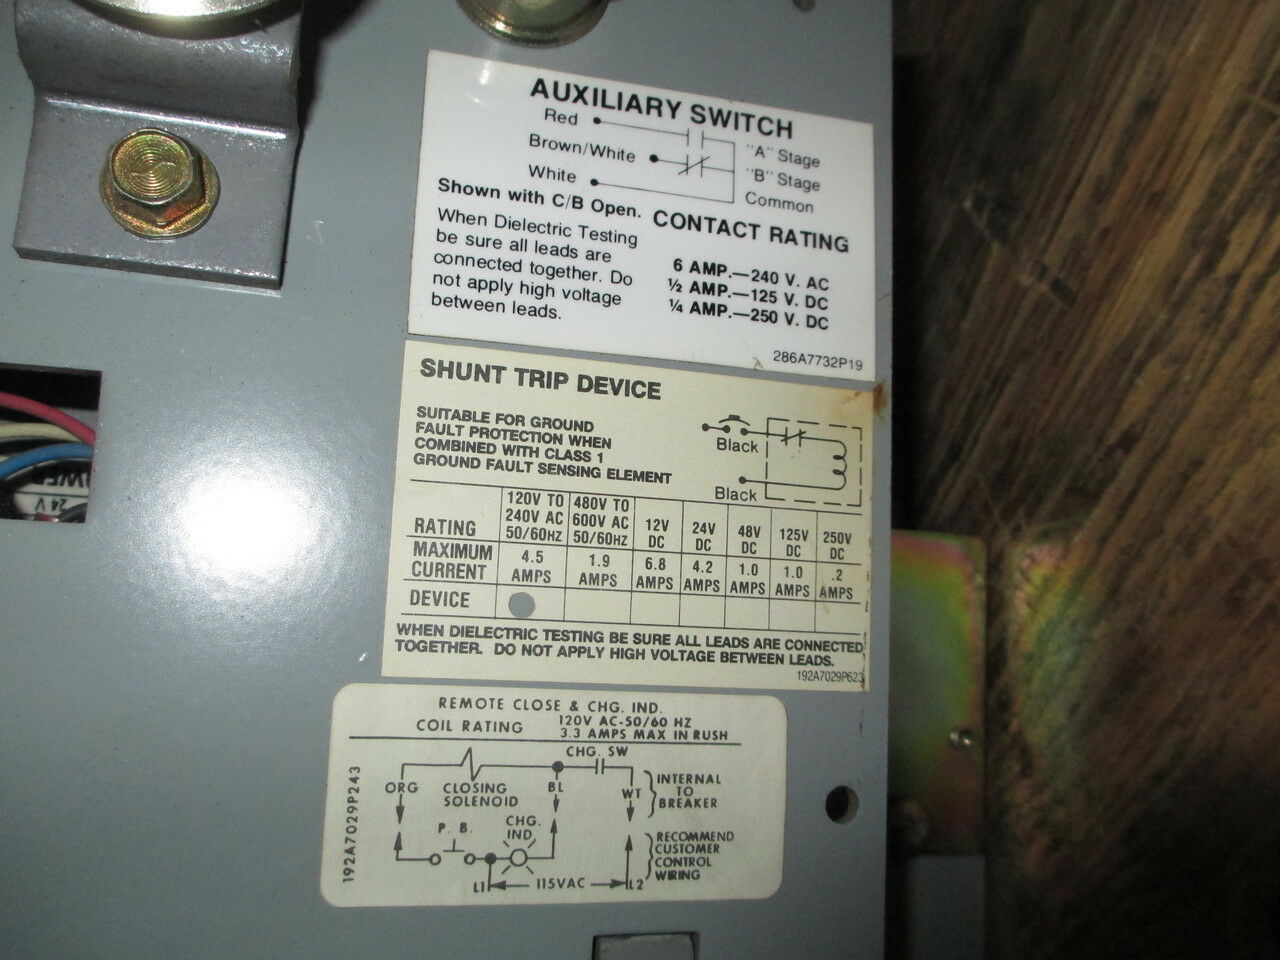 AUXILIARY SWITCH
Red
"A" Stage
Brown/White
"B" Stage
White
Common
Shown with C/B Open.
When Dielectric Testing
be sure all leads are
connected together. Do
not apply high voltage
between leads.
CONTACT RATING
6 AMP.—240 V. AC
½ AMP.—125 V. DC
¼ AMP.—250 V. DC
286A7732P19
SHUNT TRIP DEVICE
SUITABLE FOR GROUND
FAULT PROTECTION WHEN
COMBINED WITH CLASS 1
GROUND FAULT SENSING ELEMENT
Black
Black
RATING 120V TO 240V AC 50/60HZ 480V TO 600V AC 50/60HZ 12V DC 24V DC 48V DC 125V DC 250V DC
MAXIMUM CURRENT 4.5 AMPS 1.9 AMPS 6.8 AMPS 4.2 AMPS 1.0 AMPS 1.0 AMPS .2 AMPS
DEVICE
WHEN DIELECTRIC TESTING BE SURE ALL LEADS ARE CONNECTED
TOGETHER. DO NOT APPLY HIGH VOLTAGE BETWEEN LEADS.
192A7029P623
24 V
REMOTE CLOSE & CHG. IND.
COIL RATING 120V AC-50/60 HZ
3.3 AMPS MAX IN RUSH
CHG. SW
ORG
CLOSING
SOLENOID
BL
WT
INTERNAL
TO
BREAKER
P. B.
CHG.
IND.
RECOMMEND
CUSTOMER
CONTROL
WIRING
L1
115VAC
L2
192A7029P243